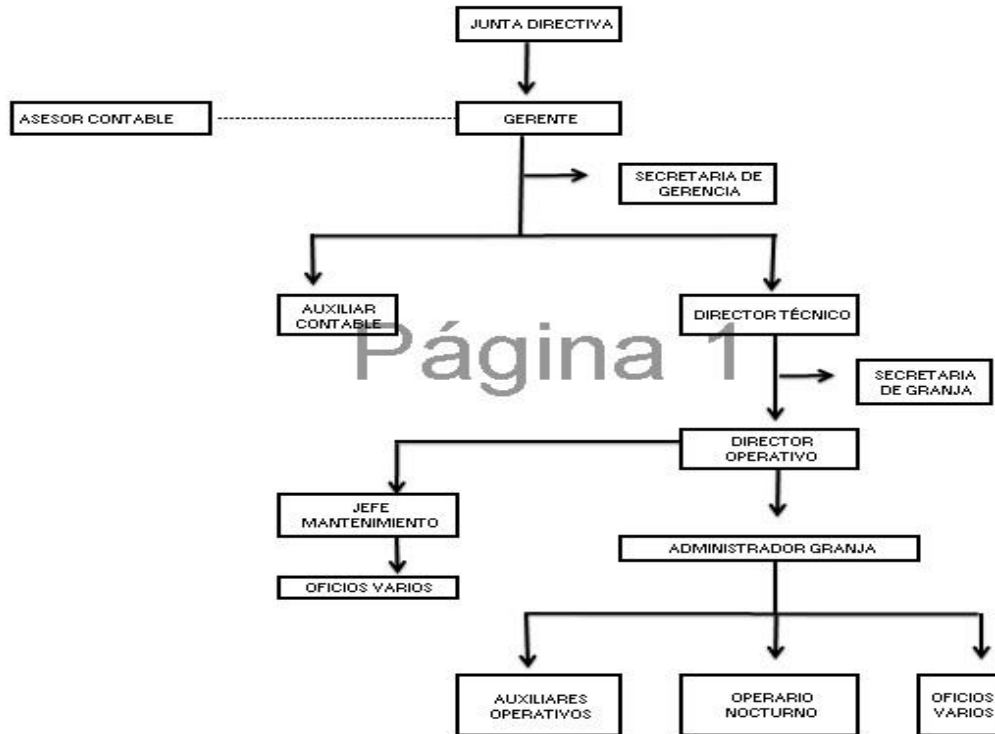 JUNTA DIRECTIVA
ASESOR CONTABLE
GERENTE
SECRETARIA DE
GERENCIA
AUXILIAR
CONTABLE
DIRECTOR TÉCNICO
Página 1
SECRETARIA
DE GRANJA
DIRECTOR
OPERATIVO
JEFE
MANTENIMIENTO
ADMINISTRADOR GRANJA
OFICIOS VARIOS
AUXILIARES
OPERATIVOS
OPERARIO
NOCTURNO
OFICIOS
VARIOS